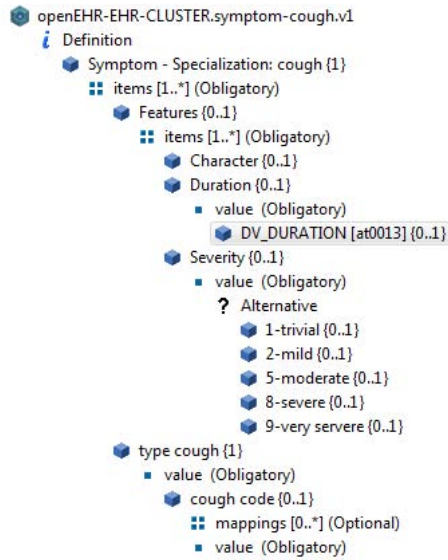 openEHR-EHR-CLUSTER.symptom-cough.v1
i Definition
Symptom - Specialization: cough {1}
items [1..*] (Obligatory)
Features {0..1}
items [1..*] (Obligatory)
Character {0..1}
Duration {0..1}
value (Obligatory)
DV_DURATION [at0013] {0..1}
Severity {0..1}
value (Obligatory)
? Alternative
1-trivial {0..1}
2-mild {0..1}
5-moderate {0..1}
8-severe {0..1}
9-very servere {0..1}
type cough {1}
value (Obligatory)
cough code {0..1}
mappings [0..*] (Optional)
value (Obligatory)